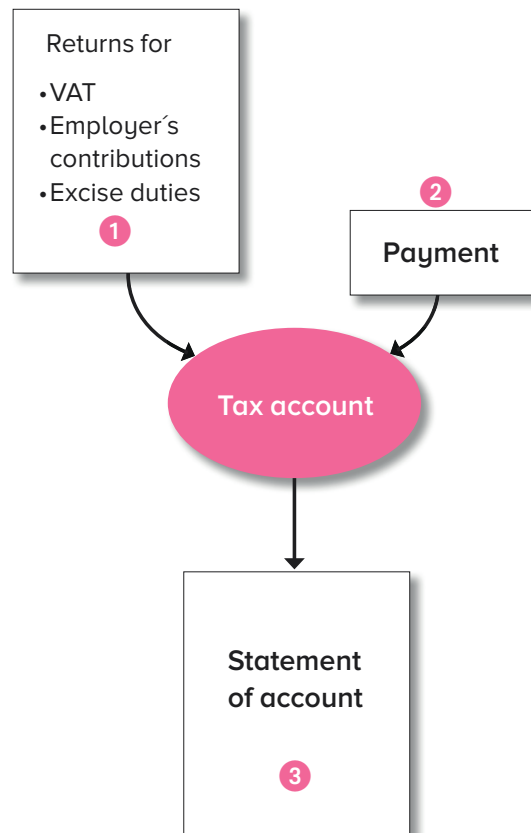 Returns for
•VAT
•Employer´s
contributions
•Excise duties
1
2
Payment
Tax account
Statement
of account
3